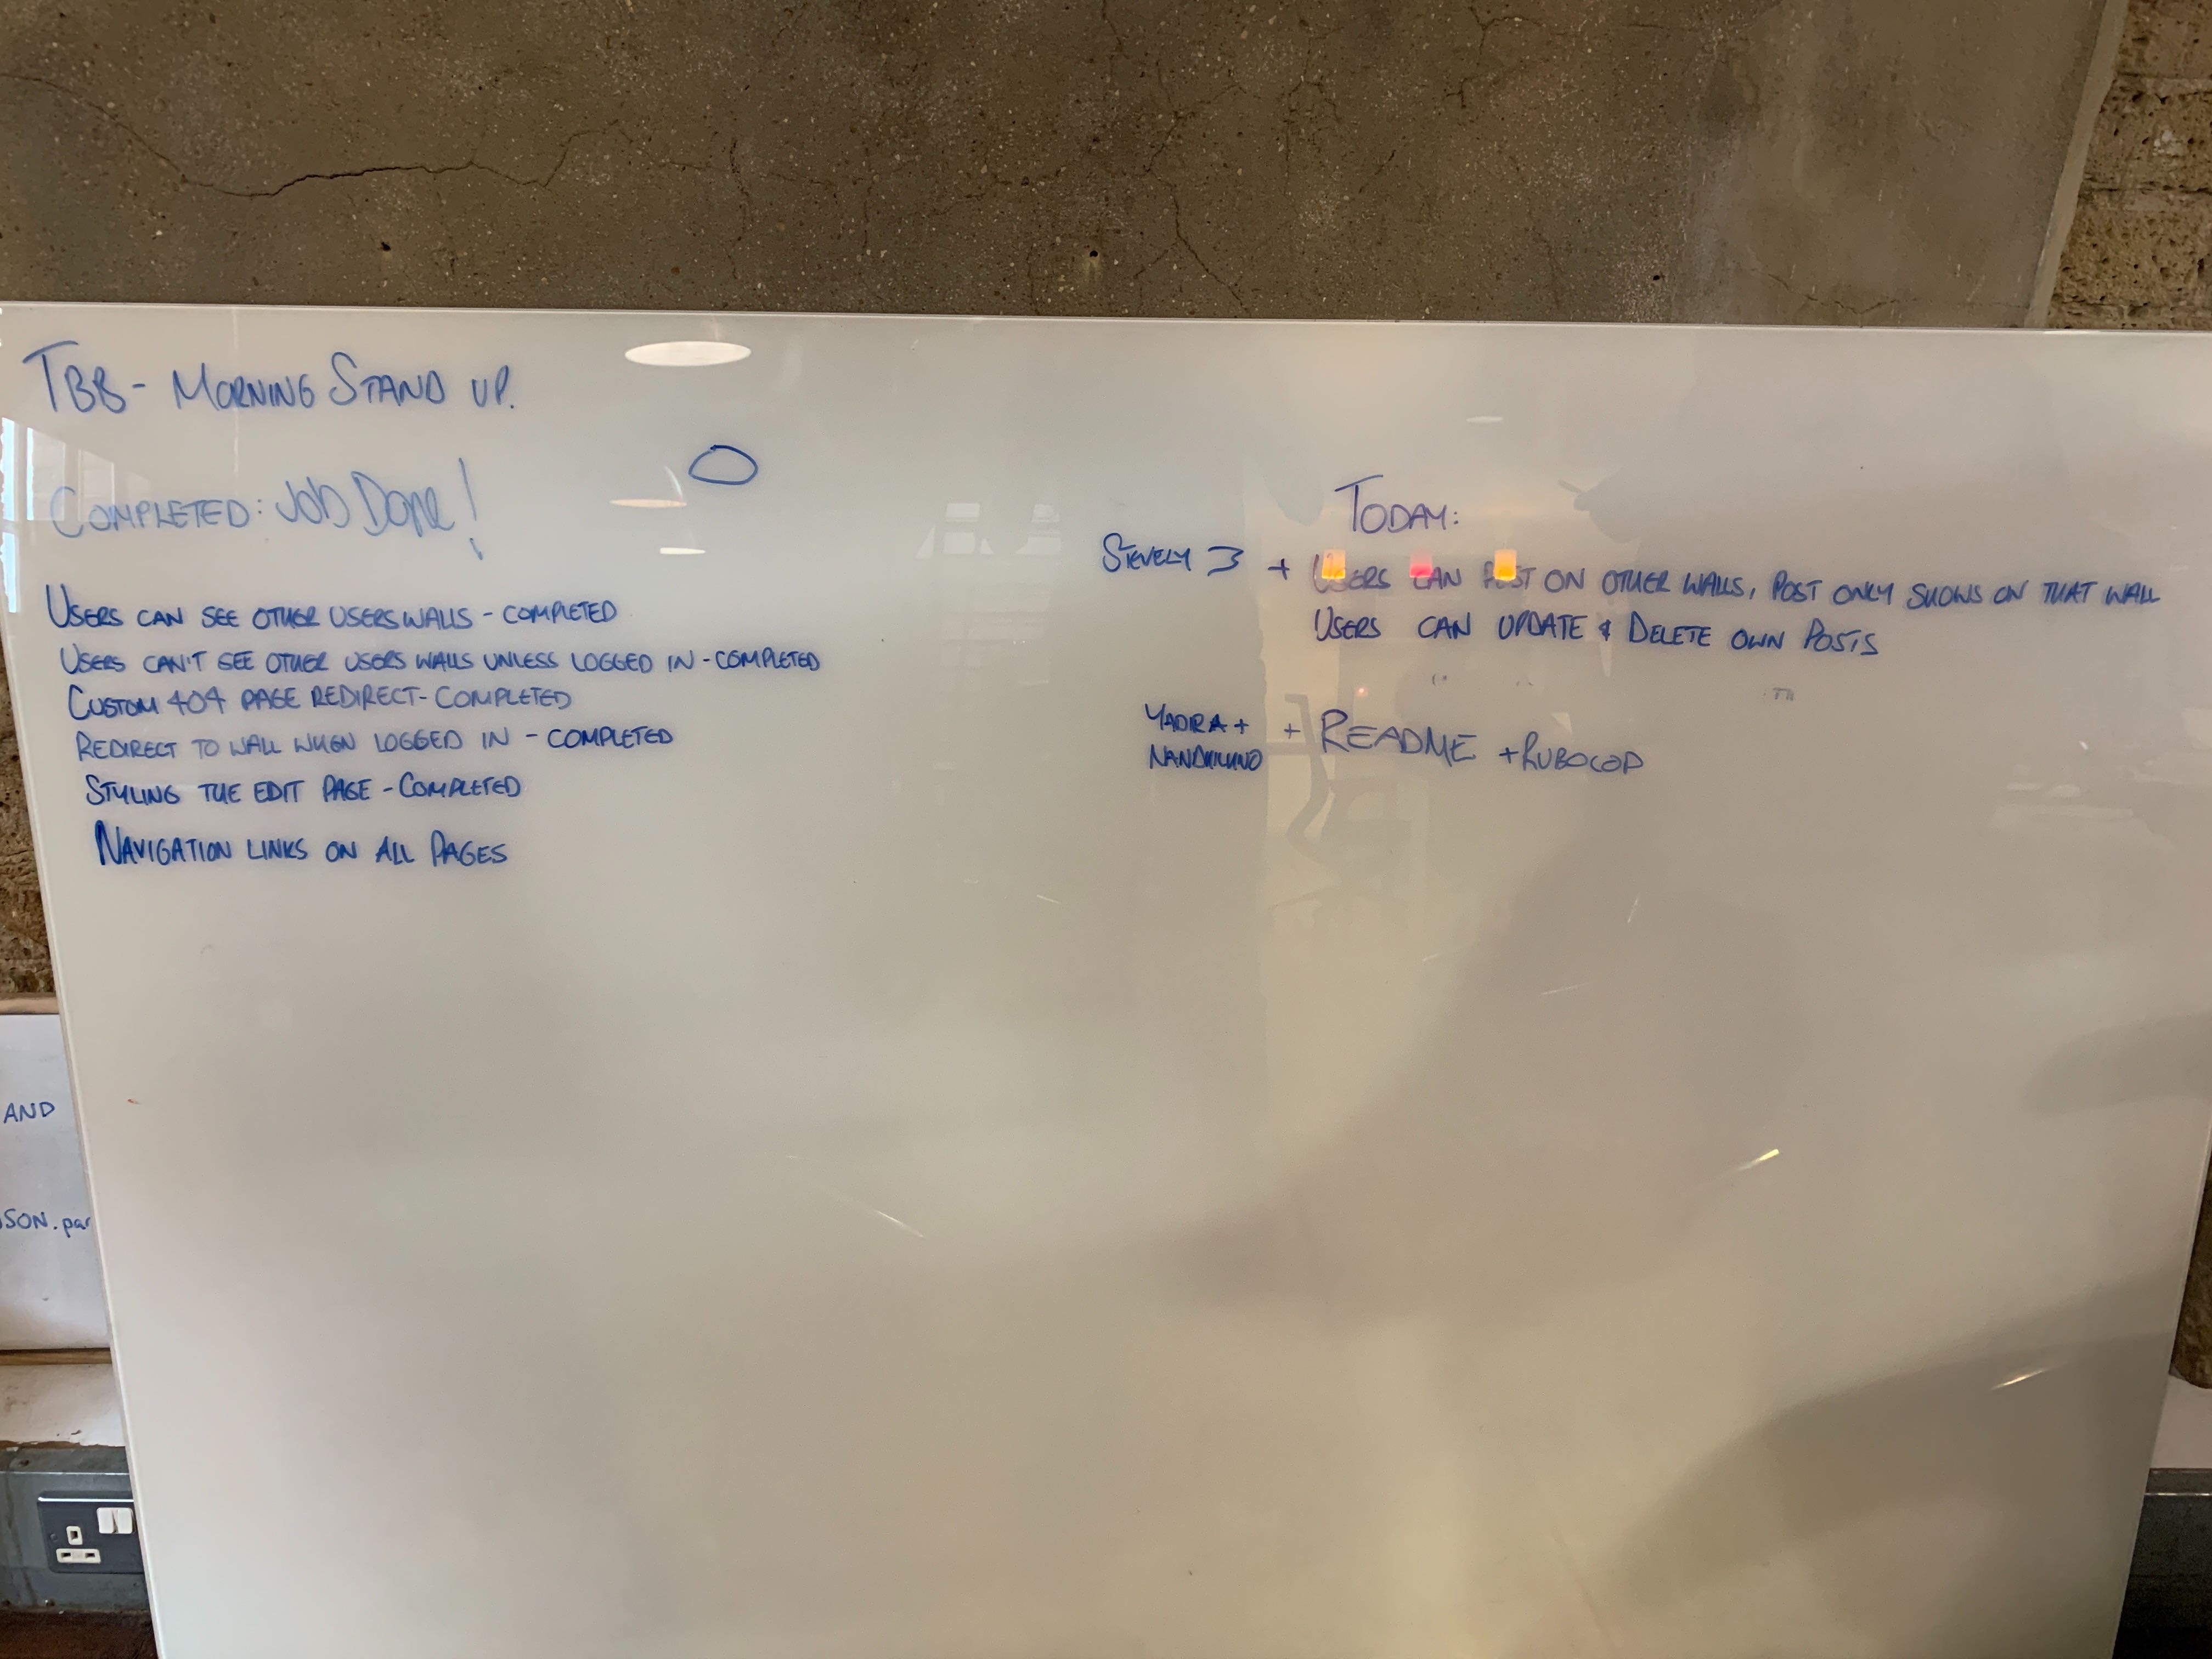 TBB - MORNING STAND UP.
COMPLETED: JOB DONE!
USERS CAN SEE OTHER USERS WALLS - COMPLETED
USERS CAN'T SEE OTHER USERS WALLS UNLESS LOGGED IN - COMPLETED
CUSTOM 404 PAGE REDIRECT - COMPLETED
REDIRECT TO WALL WHEN LOGGED IN - COMPLETED
STYLING THE EDIT PAGE - COMPLETED
NAVIGATION LINKS ON ALL PAGES
TODAY:
3 + USERS CAN POST ON OTHER WALLS, POST ONLY SHOWS ON THAT WALL
USERS CAN UPDATE & DELETE OWN POSTS
YADIRA +
+ README + RUBOCOP
AND
SON.par